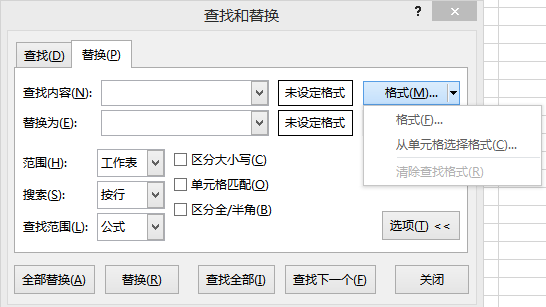 查找和替换
? ×
查找(D) 替换(P)
查找内容(N): 未设定格式 格式(M)...
替换为(E): 未设定格式
格式(F)...
从单元格选择格式(C)...
清除查找格式(R)
范围(H): 工作表 区分大小写(C)
搜索(S): 按行 单元格匹配(O)
查找范围(L): 公式 区分全/半角(B)
选项(T) <<
全部替换(A) 替换(R) 查找全部(I) 查找下一个(F) 关闭